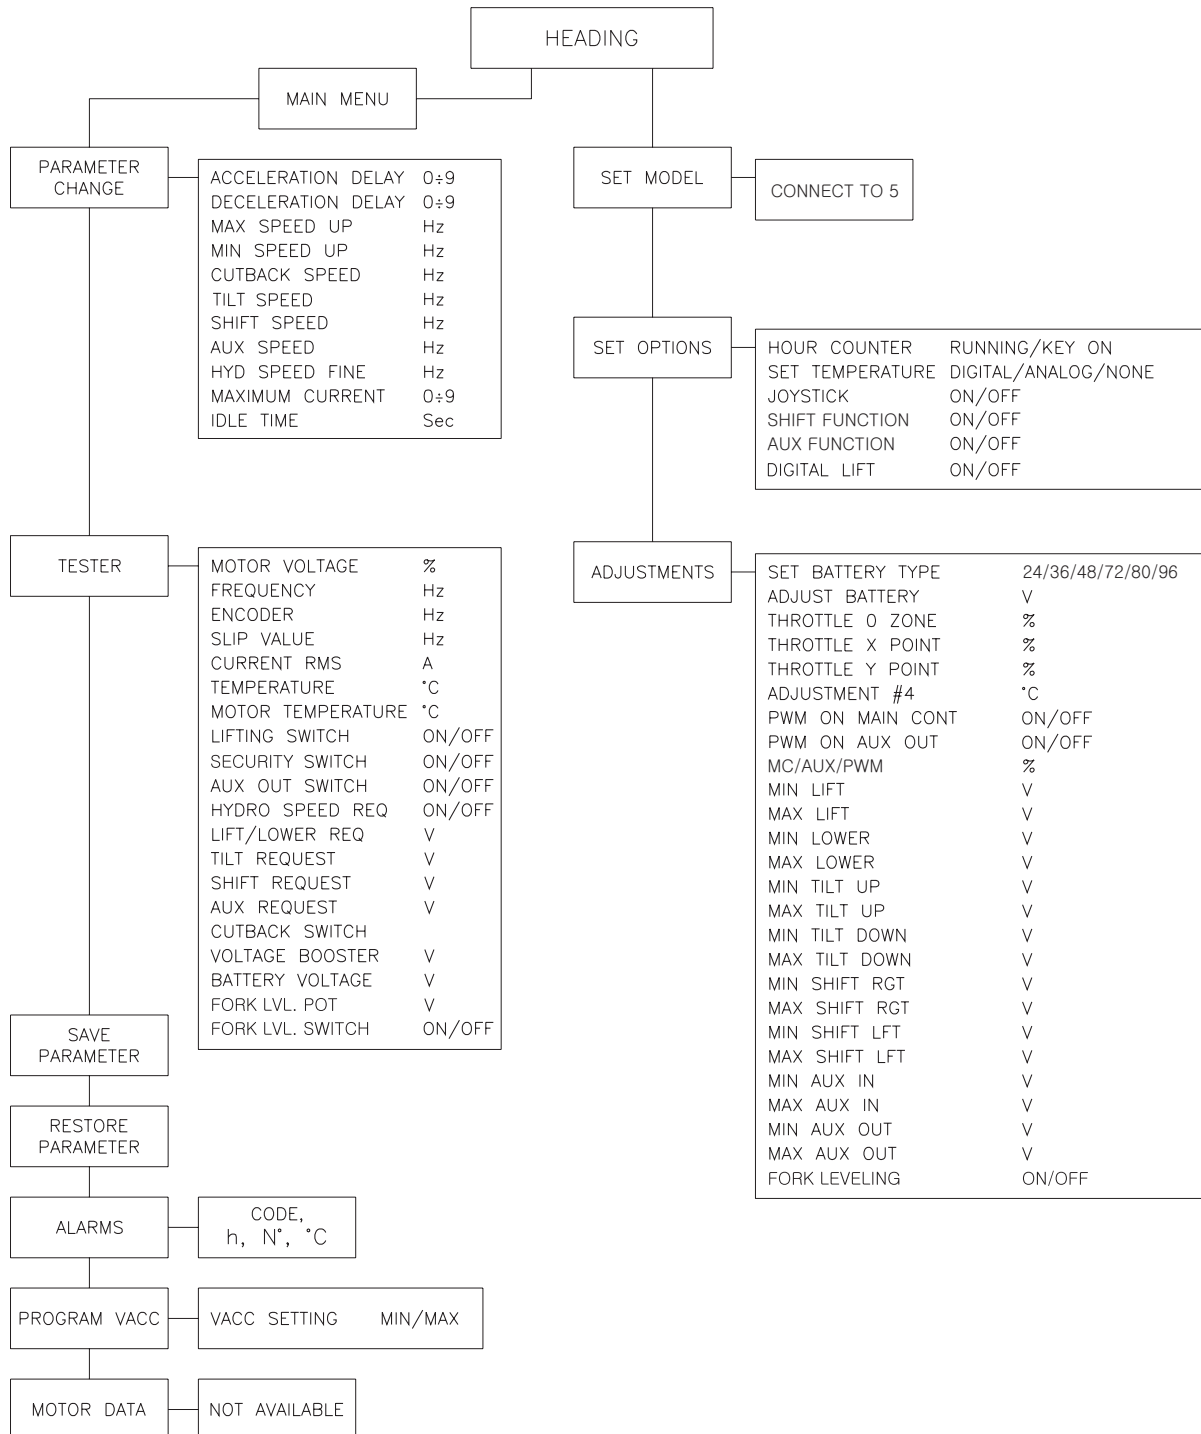 HEADING
MAIN MENU
PARAMETER
CHANGE
ACCELERATION DELAY 0÷9
DECELERATION DELAY 0÷9
MAX SPEED UP Hz
MIN SPEED UP Hz
CUTBACK SPEED Hz
TILT SPEED Hz
SHIFT SPEED Hz
AUX SPEED Hz
HYD SPEED FINE Hz
MAXIMUM CURRENT 0÷9
IDLE TIME Sec
TESTER
MOTOR VOLTAGE %
FREQUENCY Hz
ENCODER Hz
SLIP VALUE Hz
CURRENT RMS A
TEMPERATURE °C
MOTOR TEMPERATURE °C
LIFTING SWITCH ON/OFF
SECURITY SWITCH ON/OFF
AUX OUT SWITCH ON/OFF
HYDRO SPEED REQ ON/OFF
LIFT/LOWER REQ V
TILT REQUEST V
SHIFT REQUEST V
AUX REQUEST V
CUTBACK SWITCH
VOLTAGE BOOSTER V
BATTERY VOLTAGE V
FORK LVL. POT V
FORK LVL. SWITCH ON/OFF
SAVE
PARAMETER
RESTORE
PARAMETER
ALARMS
CODE,
h, N°, °C
PROGRAM VACC
VACC SETTING MIN/MAX
MOTOR DATA
NOT AVAILABLE
SET MODEL
CONNECT TO 5
SET OPTIONS
HOUR COUNTER RUNNING/KEY ON
SET TEMPERATURE DIGITAL/ANALOG/NONE
JOYSTICK ON/OFF
SHIFT FUNCTION ON/OFF
AUX FUNCTION ON/OFF
DIGITAL LIFT ON/OFF
ADJUSTMENTS
SET BATTERY TYPE 24/36/48/72/80/96
ADJUST BATTERY V
THROTTLE 0 ZONE %
THROTTLE X POINT %
THROTTLE Y POINT %
ADJUSTMENT #4 °C
PWM ON MAIN CONT ON/OFF
PWM ON AUX OUT ON/OFF
MC/AUX/PWM %
MIN LIFT V
MAX LIFT V
MIN LOWER V
MAX LOWER V
MIN TILT UP V
MAX TILT UP V
MIN TILT DOWN V
MAX TILT DOWN V
MIN SHIFT RGT V
MAX SHIFT RGT V
MIN SHIFT LFT V
MAX SHIFT LFT V
MIN AUX IN V
MAX AUX IN V
MIN AUX OUT V
MAX AUX OUT V
FORK LEVELING ON/OFF